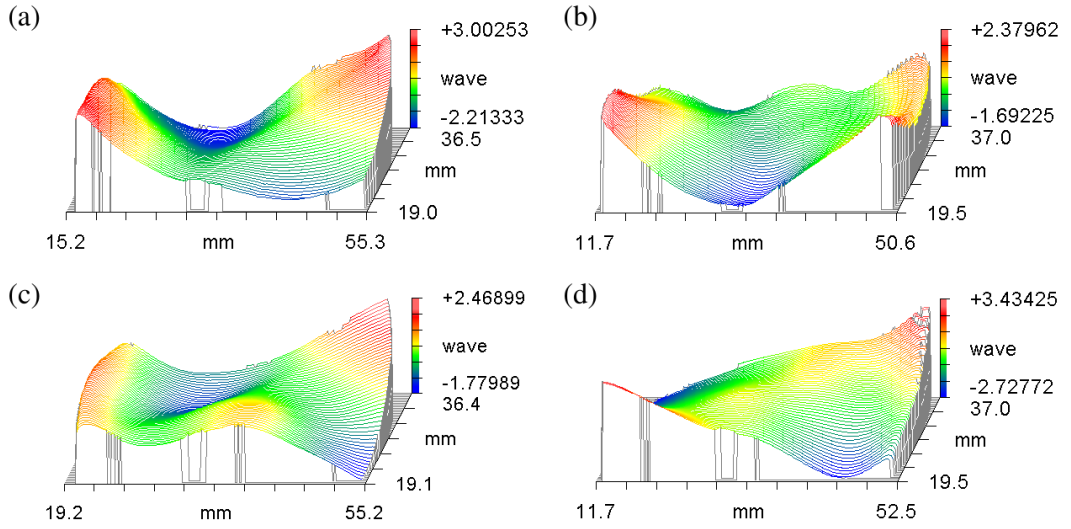 (a)
+3.00253
wave
-2.21333
36.5
mm
19.0
15.2 mm 55.3
(b)
+2.37962
wave
-1.69225
37.0
mm
19.5
11.7 mm 50.6
(c)
+2.46899
wave
-1.77989
36.4
mm
19.1
19.2 mm 55.2
(d)
+3.43425
wave
-2.72772
37.0
mm
19.5
11.7 mm 52.5